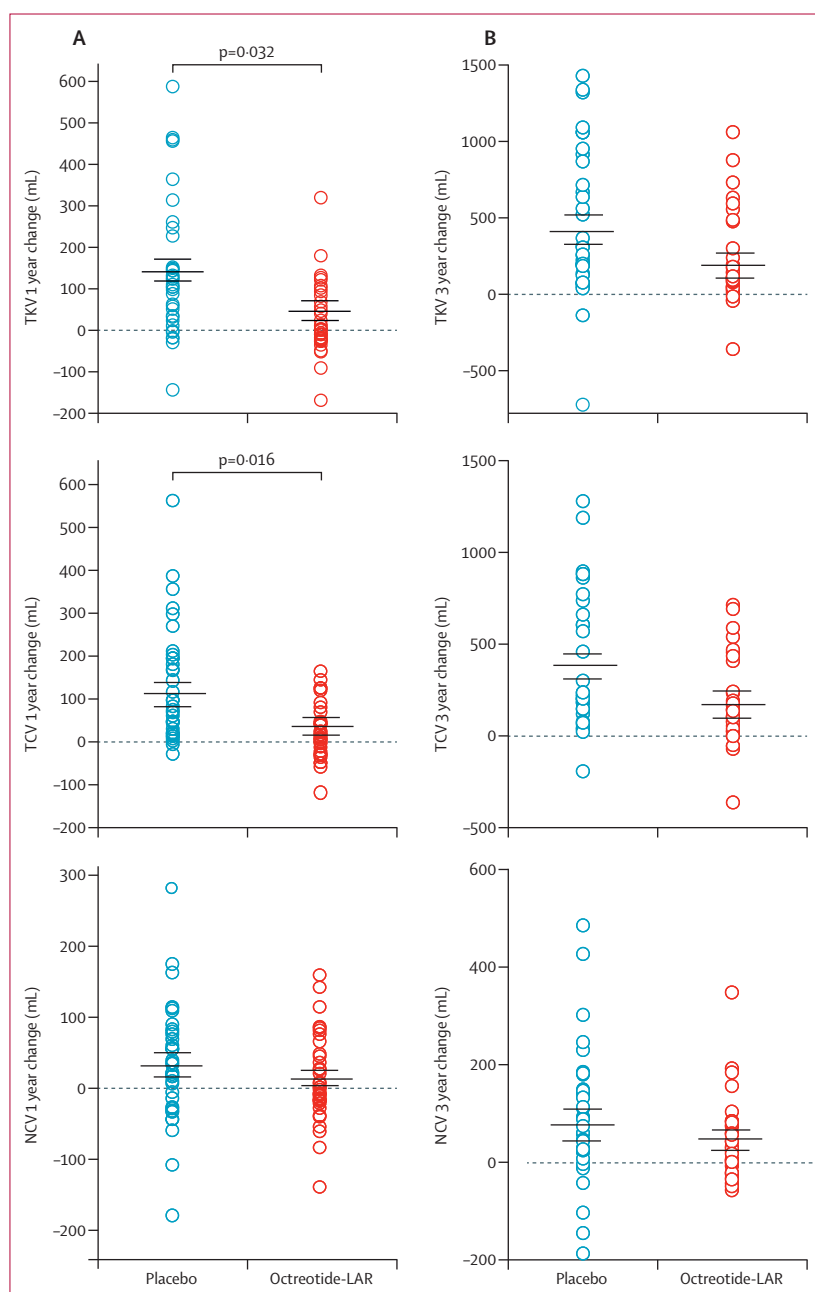 A
B
p=0·032
TKV 1 year change (mL)
600
500
400
300
200
100
0
−100
−200
TKV 3 year change (mL)
1500
1000
500
0
−500
p=0·016
TCV 1 year change (mL)
600
500
400
300
200
100
0
−100
−200
TCV 3 year change (mL)
1500
1000
500
0
−500
NCV 1 year change (mL)
300
200
100
0
−100
−200
Placebo
Octreotide-LAR
NCV 3 year change (mL)
600
400
200
0
−200
Placebo
Octreotide-LAR